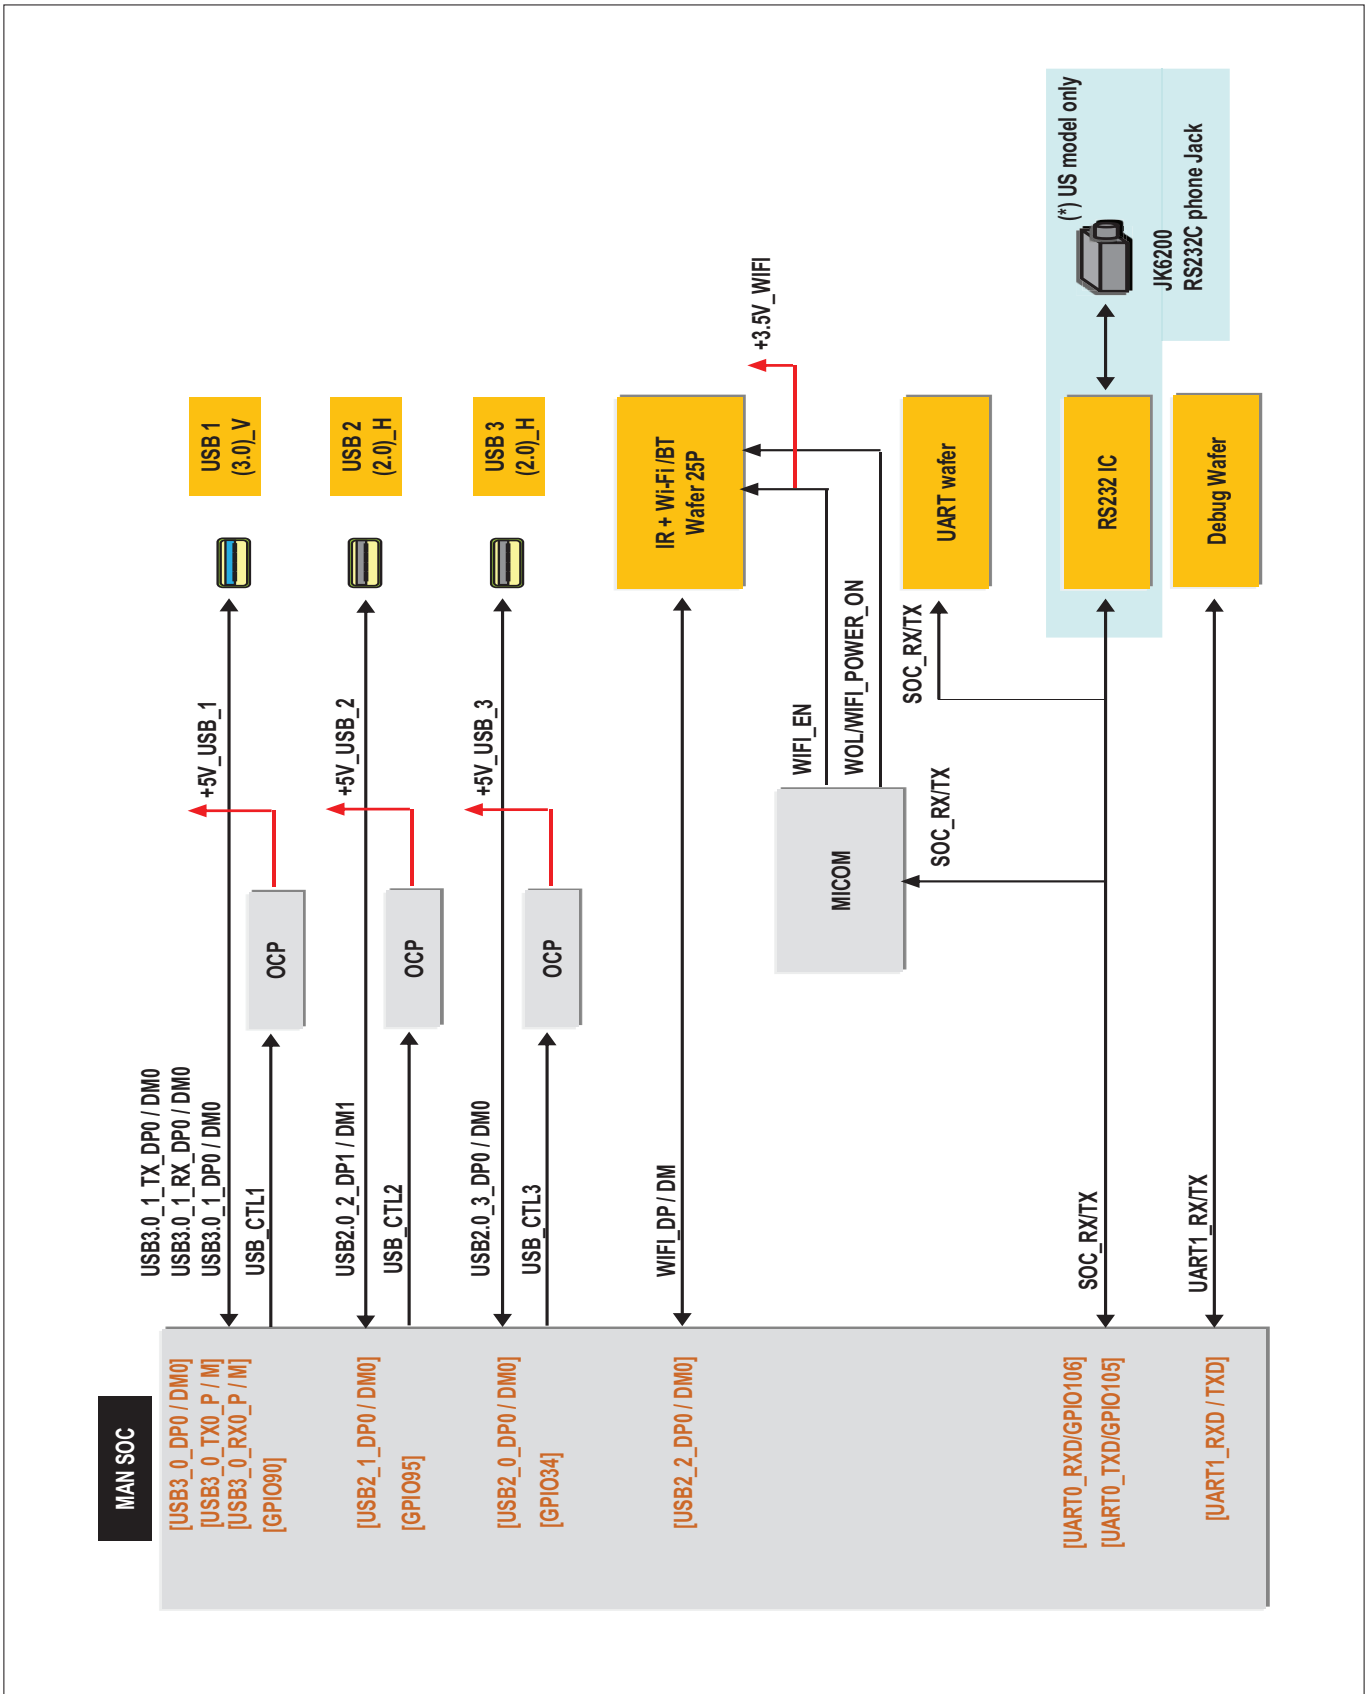 MAN SOC
[USB3_0_DP0 / DM0]
[USB3_0_TX0_P / M]
[USB3_0_RX0_P / M]
[GPIO90]
[USB2_1_DP0 / DM0]
[GPIO95]
[USB2_0_DP0 / DM0]
[GPIO34]
[USB2_2_DP0 / DM0]
[UART0_RXD/GPIO106]
[UART0_TXD/GPIO105]
[UART1_RXD / TXD]
USB3.0_1_TX_DP0 / DM0
USB3.0_1_RX_DP0 / DM0
USB3.0_1_DP0 / DM0
USB_CTL1
USB2.0_2_DP1 / DM1
USB_CTL2
USB2.0_3_DP0 / DM0
USB_CTL3
WIFI_DP / DM
SOC_RX/TX
UART1_RX/TX
OCP
OCP
OCP
MICOM
+5V_USB_1
+5V_USB_2
+5V_USB_3
WIFI_EN
WOL/WIFI_POWER_ON
SOC_RX/TX
SOC_RX/TX
USB 1
(3.0)_V
USB 2
(2.0)_H
USB 3
(2.0)_H
IR + Wi-Fi /BT
Wafer 25P
+3.5V_WIFI
UART wafer
RS232 IC
Debug Wafer
(*) US model only
JK6200
RS232C phone Jack